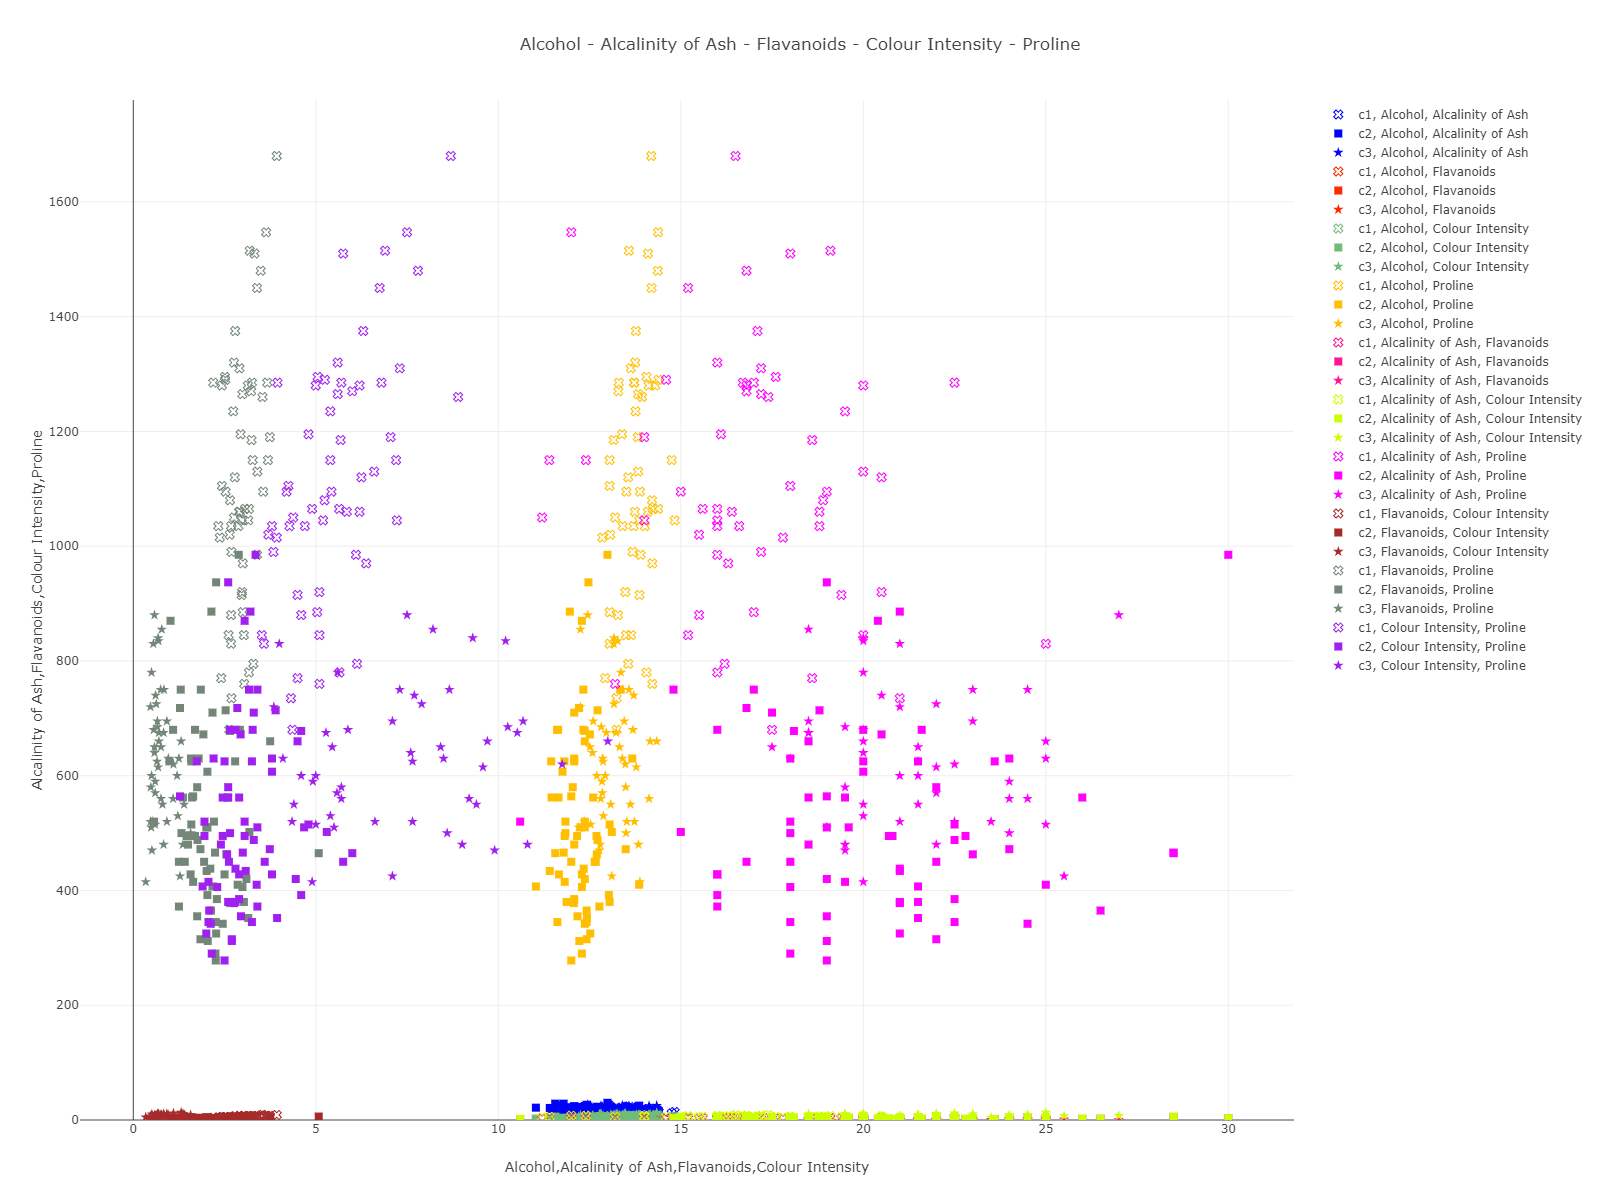 Alcohol - Alcalinity of Ash - Flavanoids - Colour Intensity - Proline
Alcalinity of Ash,Flavanoids,Colour Intensity,Proline
1600
1400
1200
1000
800
600
400
200
0
0
5
10
15
20
25
30
Alcohol,Alcalinity of Ash,Flavanoids,Colour Intensity
c1, Alcohol, Alcalinity of Ash
c2, Alcohol, Alcalinity of Ash
c3, Alcohol, Alcalinity of Ash
c1, Alcohol, Flavanoids
c2, Alcohol, Flavanoids
c3, Alcohol, Flavanoids
c1, Alcohol, Colour Intensity
c2, Alcohol, Colour Intensity
c3, Alcohol, Colour Intensity
c1, Alcohol, Proline
c2, Alcohol, Proline
c3, Alcohol, Proline
c1, Alcalinity of Ash, Flavanoids
c2, Alcalinity of Ash, Flavanoids
c3, Alcalinity of Ash, Flavanoids
c1, Alcalinity of Ash, Colour Intensity
c2, Alcalinity of Ash, Colour Intensity
c3, Alcalinity of Ash, Colour Intensity
c1, Alcalinity of Ash, Proline
c2, Alcalinity of Ash, Proline
c3, Alcalinity of Ash, Proline
c1, Flavanoids, Colour Intensity
c2, Flavanoids, Colour Intensity
c3, Flavanoids, Colour Intensity
c1, Flavanoids, Proline
c2, Flavanoids, Proline
c3, Flavanoids, Proline
c1, Colour Intensity, Proline
c2, Colour Intensity, Proline
c3, Colour Intensity, Proline